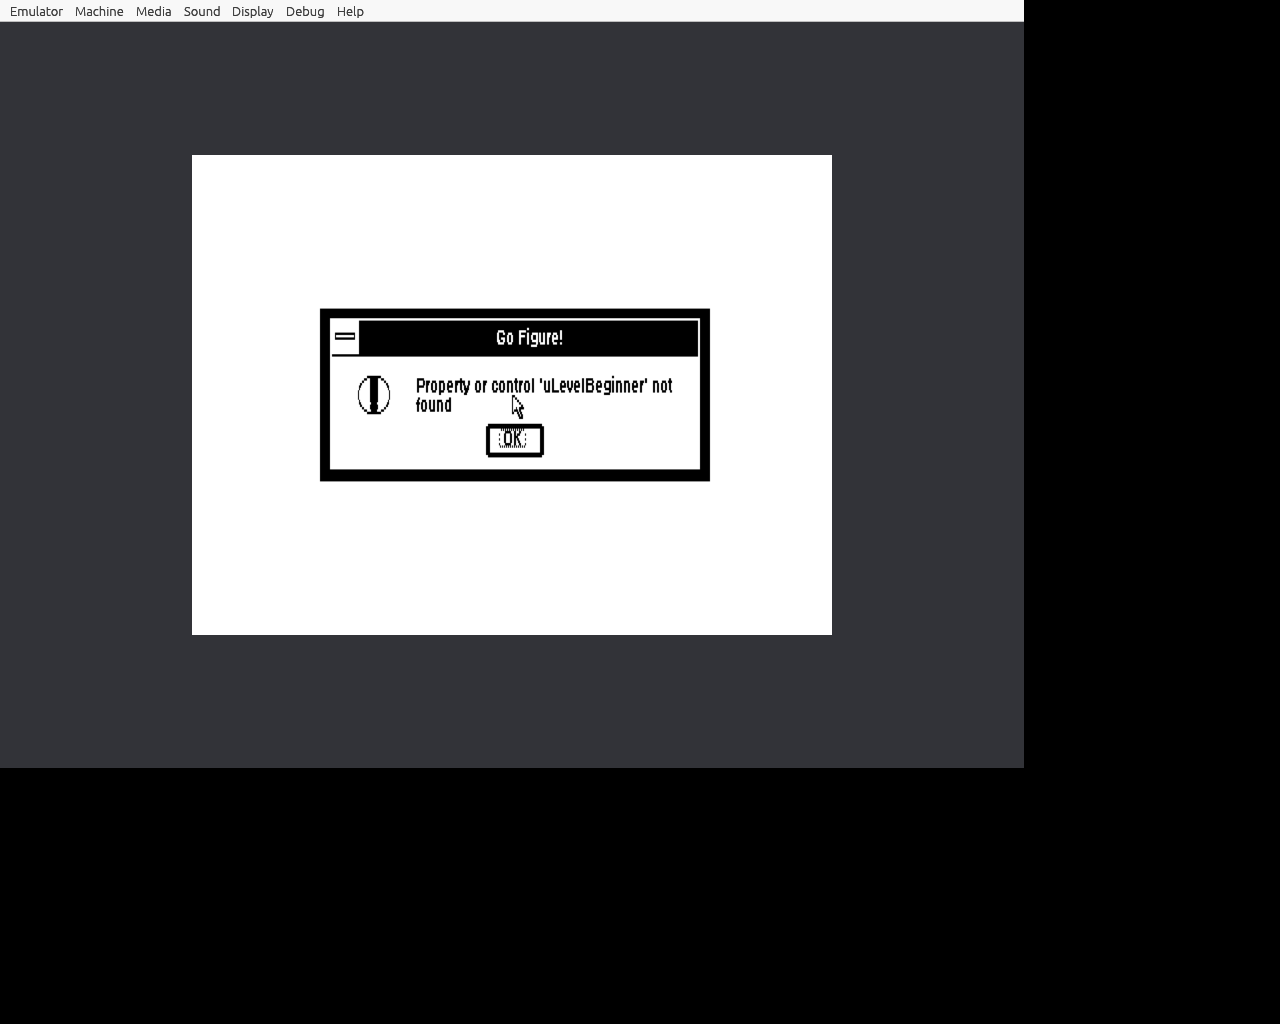 Emulator Machine Media Sound Display Debug Help
Go Figure!
Property or control 'uLevelBeginner' not
found
OK